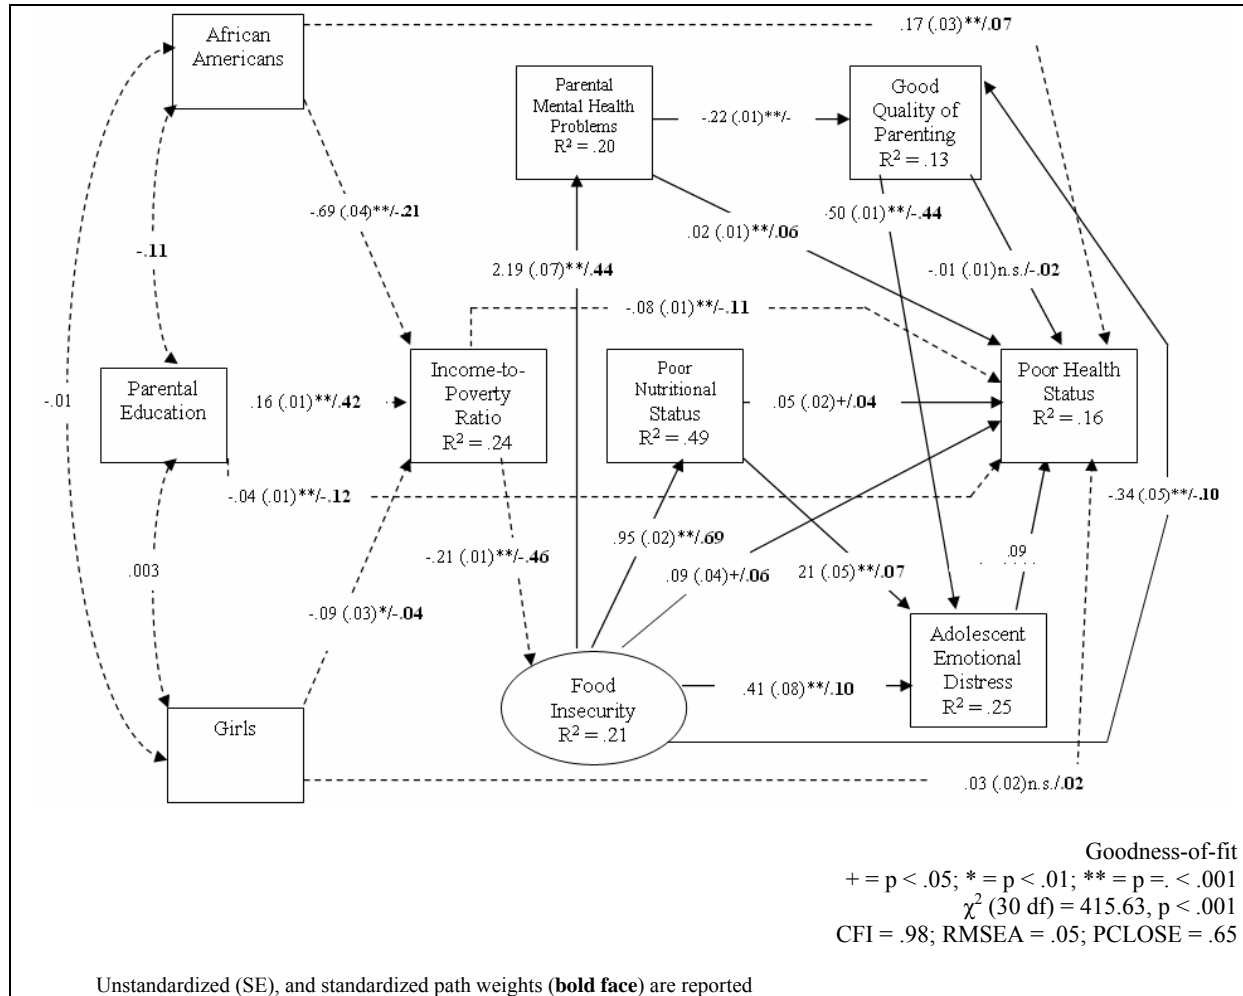 African
Americans
.17 (.03)**/.07
Parental
Mental Health
Problems
R² = .20
-.22 (.01)**/-
Good
Quality of
Parenting
R² = .13
-.69 (.04)**/-.21
.50 (.01)**/-.44
.02 (.01)**/.06
-.11
2.19 (.07)**/.44
-.01 (.01)n.s./-.02
-.08 (.01)**/-.11
Parental
Education
-.01
.16 (.01)**/.42
Income-to-
Poverty
Ratio
R² = .24
Poor
Nutritional
Status
R² = .49
.05 (.02)+/.04
Poor Health
Status
R² = .16
-.04 (.01)**/-.12
-.34 (.05)**/-.10
.95 (.02)**/.69
-.21 (.01)**/-.46
.003
.09 (.04)+/.06
21 (.05)**/.07
.09
-.09 (.03)*/-.04
Adolescent
Emotional
Distress
R² = .25
Food
Insecurity
R² = .21
.41 (.08)**/.10
Girls
.03 (.02)n.s./.02
Goodness-of-fit
+ = p < .05; * = p < .01; ** = p =. < .001
χ² (30 df) = 415.63, p < .001
CFI = .98; RMSEA = .05; PCLOSE = .65
Unstandardized (SE), and standardized path weights (bold face) are reported